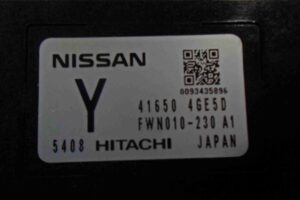 NISSAN
0093435896
Y
41650 4GE5D
FWN010-230 A1
5408 HITACHI JAPAN